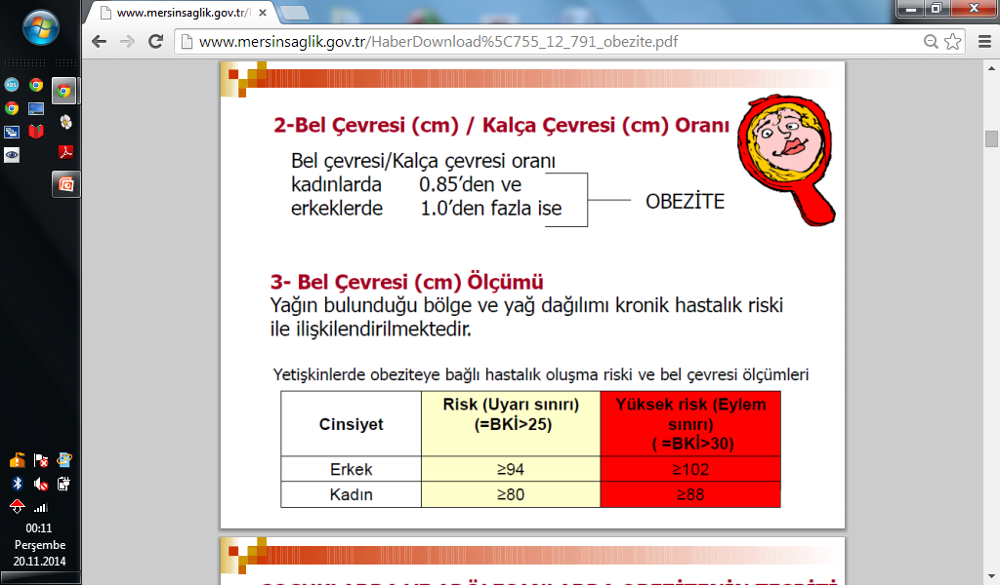 www.mersinsaglik.gov.tr/
www.mersinsaglik.gov.tr/HaberDownload%5C755_12_791_obezite.pdf
2-Bel Çevresi (cm) / Kalça Çevresi (cm) Oranı
Bel çevresi/Kalça çevresi oranı
kadınlarda 0.85’den ve
erkeklerde 1.0’den fazla ise
OBEZİTE
3- Bel Çevresi (cm) Ölçümü
Yağın bulunduğu bölge ve yağ dağılımı kronik hastalık riski
ile ilişkilendirilmektedir.
Yetişkinlerde obeziteye bağlı hastalık oluşma riski ve bel çevresi ölçümleri
Cinsiyet
Risk (Uyarı sınırı)
(=BKİ>25)
Yüksek risk (Eylem
sınırı)
( =BKİ>30)
Erkek ≥94 ≥102
Kadın ≥80 ≥88
00:11
Perşembe
20.11.2014